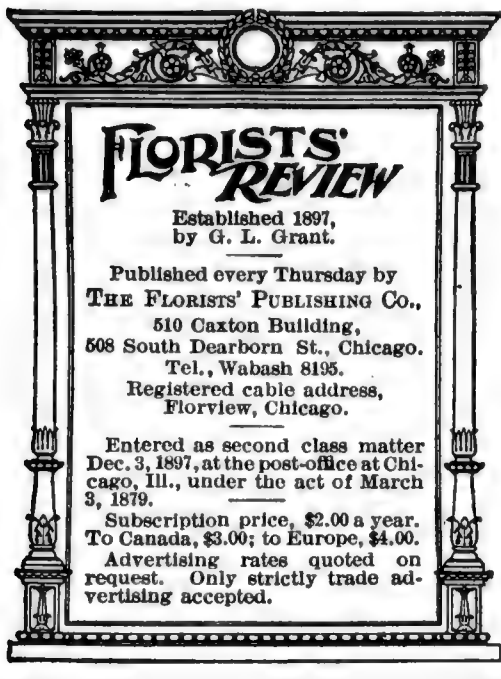 FLORISTS'
REVIEW
Established 1897,
by G. L. Grant.
Published every Thursday by
THE FLORISTS' PUBLISHING CO.,
510 Caxton Building,
508 South Dearborn St., Chicago.
Tel., Wabash 8195.
Registered cable address,
Florview, Chicago.
Entered as second class matter
Dec. 3, 1897, at the post-office at Chi-
cago, Ill., under the act of March
3, 1879.
Subscription price, $2.00 a year.
To Canada, $3.00; to Europe, $4.00.
Advertising rates quoted on
request. Only strictly trade ad-
vertising accepted.